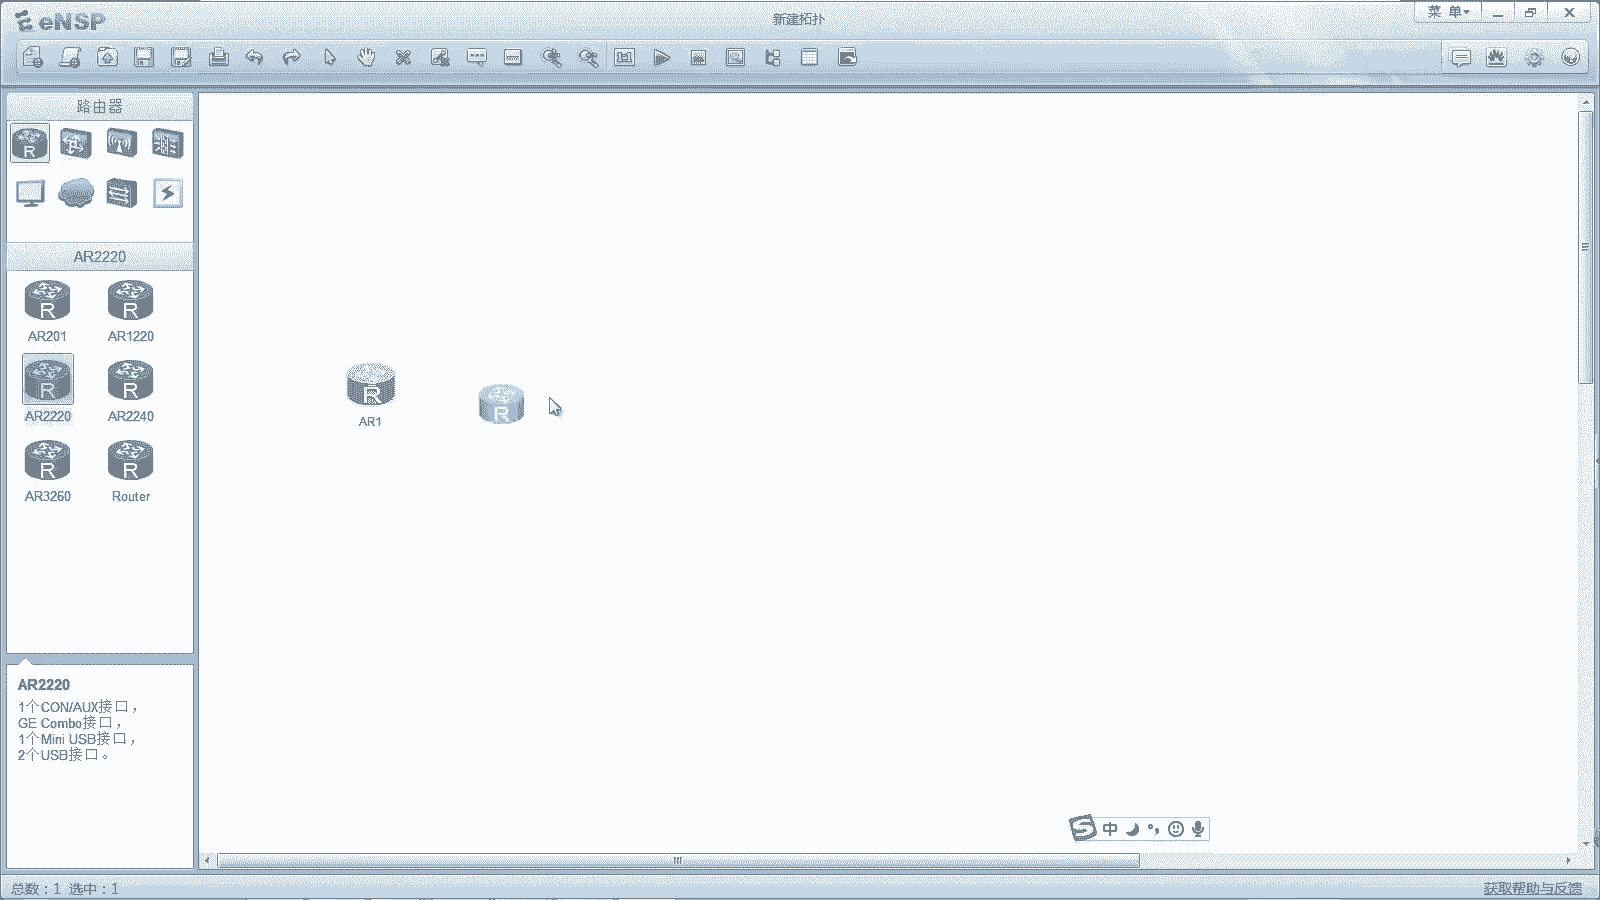 eNSP
新建拓扑
菜 单
1:1
路由器
R
AR2220
R
R
AR201
AR1220
R
R
AR2220
AR2240
R
R
AR3260
Router
R
AR1
R
AR2220
1个CON/AUX接口，
GE Combo接口，
1个Mini USB接口，
2个USB接口。
S 中
总数：1 选中：1
获取帮助与反馈